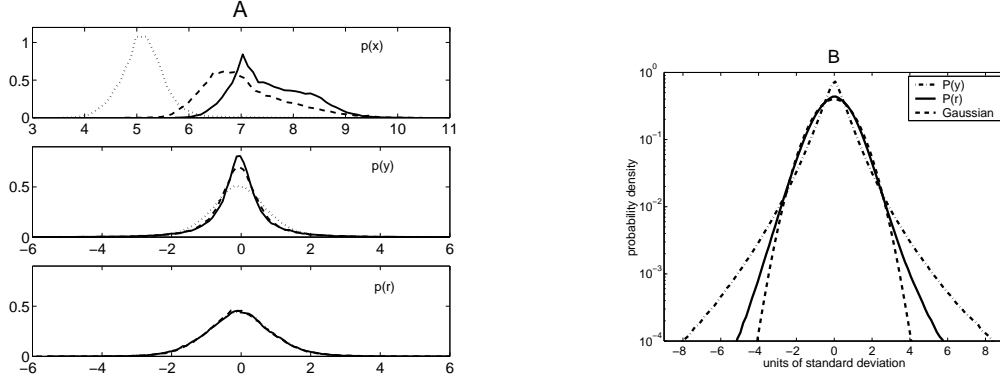 A
p(x)
1
0.5
0
3 4 5 6 7 8 9 10 11
p(y)
0.5
0
−6 −4 −2 0 2 4 6
p(r)
0.5
0
−6 −4 −2 0 2 4 6
B
P(y)
P(r)
Gaussian
probability density
10^0
10^−1
10^−2
10^−3
10^−4
−8 −6 −4 −2 0 2 4 6 8
units of standard deviation